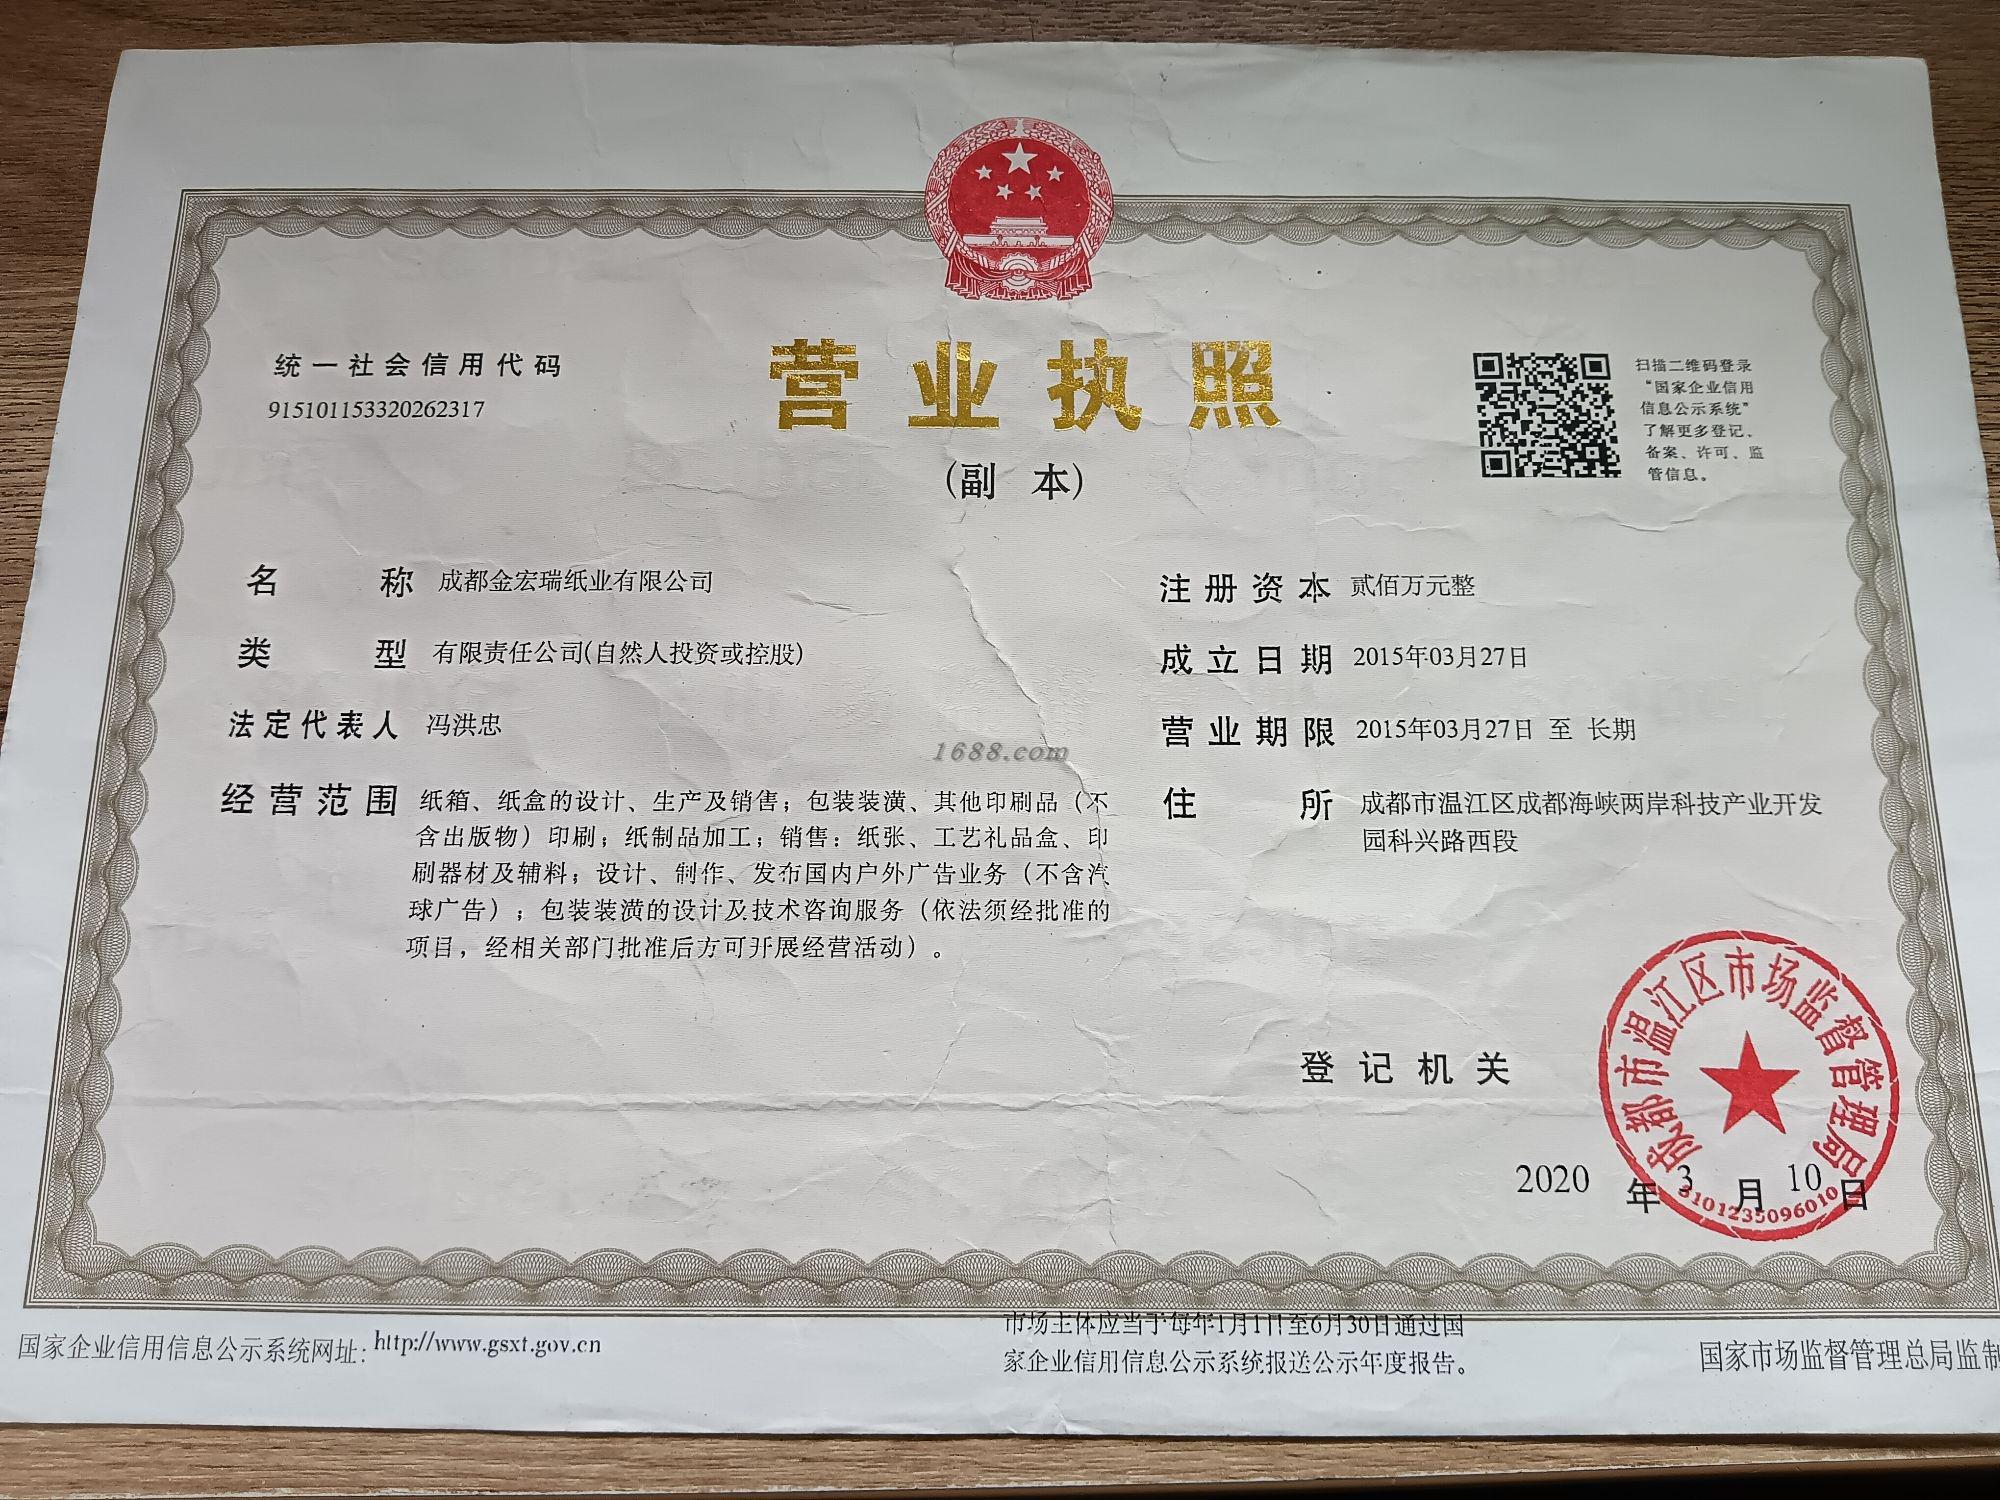 营业执照
(副 本)
统一社会信用代码
915101153320262317
扫描二维码登录
“国家企业信用
信息公示系统”
了解更多登记、
备案、许可、监
管信息。
名 称 成都金宏瑞纸业有限公司
类 型 有限责任公司(自然人投资或控股)
法定代表人 冯洪忠
经营范围 纸箱、纸盒的设计、生产及销售；包装装潢、其他印刷品（不
含出版物）印刷；纸制品加工；销售：纸张、工艺礼品盒、印
刷器材及辅料；设计、制作、发布国内户外广告业务（不含汽
球广告）；包装装潢的设计及技术咨询服务（依法须经批准的
项目，经相关部门批准后方可开展经营活动）。
注册资本 贰佰万元整
成立日期 2015年03月27日
营业期限 2015年03月27日 至 长期
住 所 成都市温江区成都海峡两岸科技产业开发
园科兴路西段
1688.com
登记机关
成都市温江区市场监督管理局
5101235096010
2020 年 3 月 10 日
国家企业信用信息公示系统网址: http://www.gsxt.gov.cn
市场主体应当于每年1月1日至6月30日通过国
家企业信用信息公示系统报送公示年度报告。
国家市场监督管理总局监制